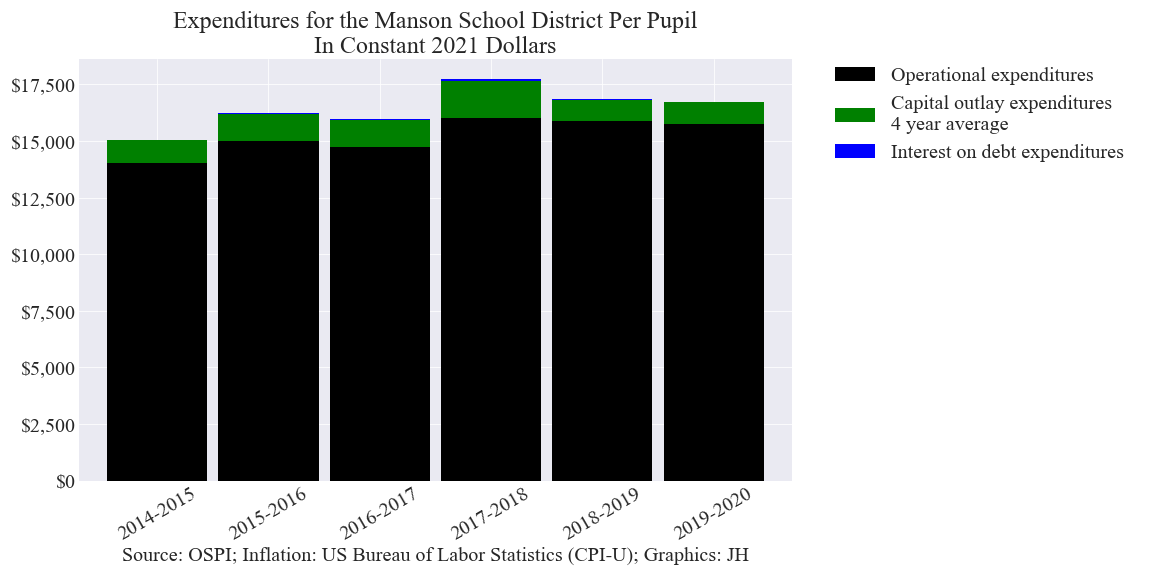 Expenditures for the Manson School District Per Pupil
In Constant 2021 Dollars
$17,500
$15,000
$12,500
$10,000
$7,500
$5,000
$2,500
$0
2014-2015
2015-2016
2016-2017
2017-2018
2018-2019
2019-2020
Source: OSPI; Inflation: US Bureau of Labor Statistics (CPI-U); Graphics: JH
Operational expenditures
Capital outlay expenditures
4 year average
Interest on debt expenditures